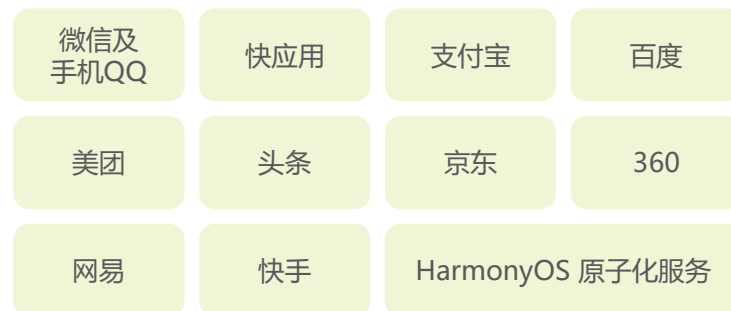 微信及
手机QQ
快应用
支付宝
百度
美团
头条
京东
360
网易
快手
HarmonyOS 原子化服务